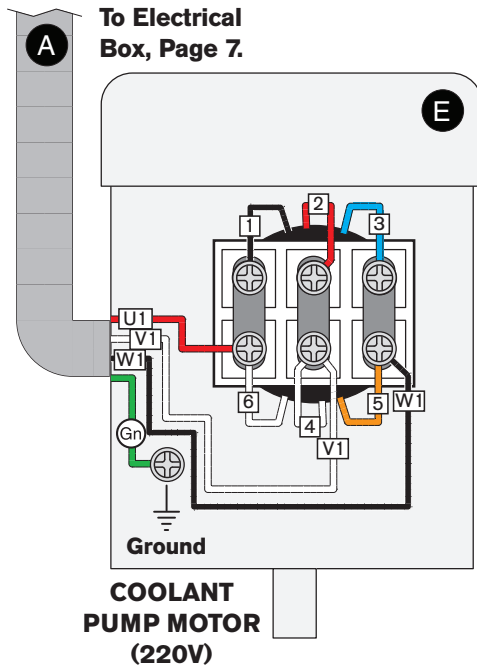 A
To Electrical
Box, Page 7.
E
1
2
3
U1
V1
W1
6
4
5
W1
V1
Gn
Ground
COOLANT
PUMP MOTOR
(220V)